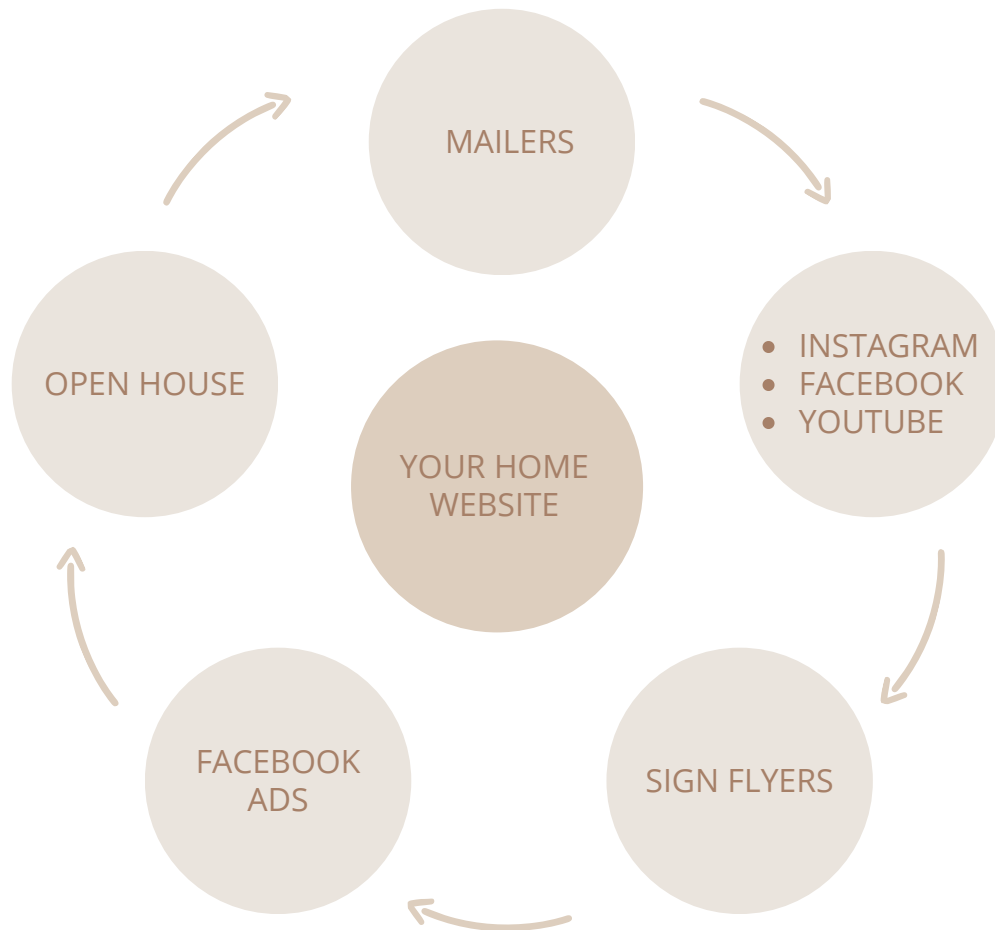 MAILERS
• INSTAGRAM
• FACEBOOK
• YOUTUBE
OPEN HOUSE
YOUR HOME
WEBSITE
FACEBOOK
ADS
SIGN FLYERS